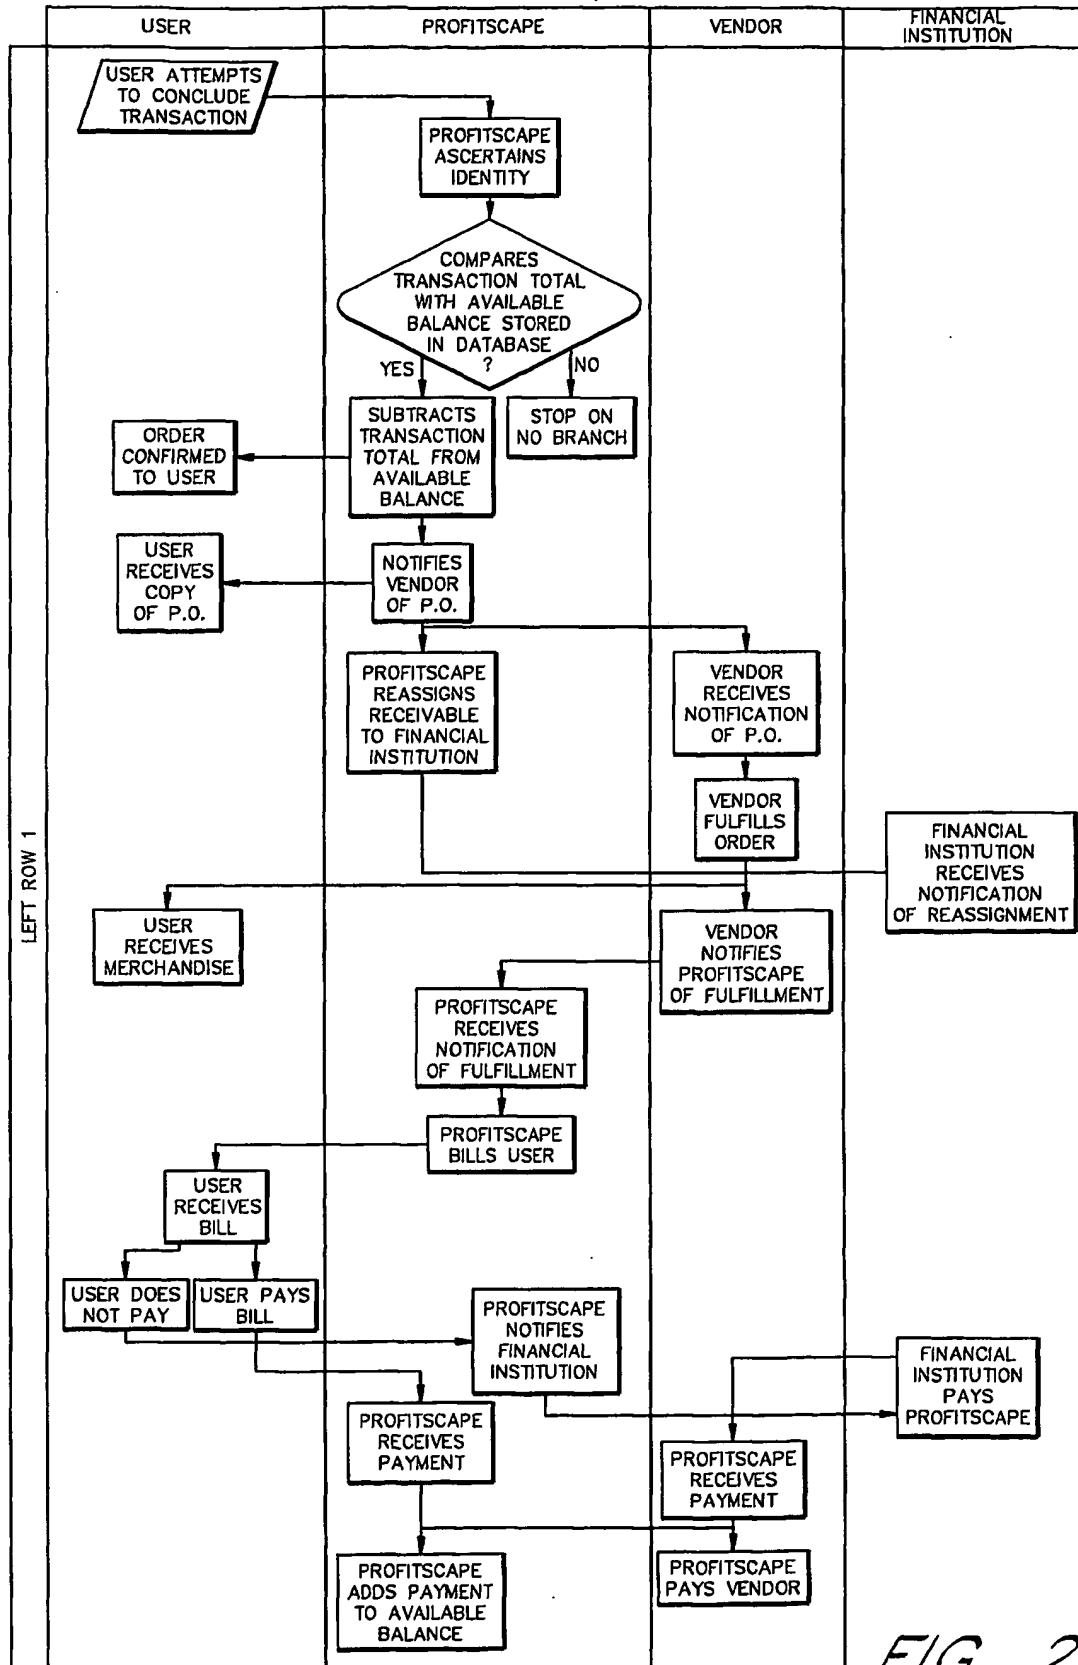 USER
PROFITSCAPE
VENDOR
FINANCIAL
INSTITUTION
USER ATTEMPTS
TO CONCLUDE
TRANSACTION
PROFITSCAPE
ASCERTAINS
IDENTITY
COMPARES
TRANSACTION TOTAL
WITH AVAILABLE
BALANCE STORED
IN DATABASE
?
YES
NO
SUBTRACTS
TRANSACTION
TOTAL FROM
AVAILABLE
BALANCE
STOP ON
NO BRANCH
ORDER
CONFIRMED
TO USER
USER
RECEIVES
COPY
OF P.O.
NOTIFIES
VENDOR
OF P.O.
PROFITSCAPE
REASSIGNS
RECEIVABLE
TO FINANCIAL
INSTITUTION
VENDOR
RECEIVES
NOTIFICATION
OF P.O.
VENDOR
FULFILLS
ORDER
FINANCIAL
INSTITUTION
RECEIVES
NOTIFICATION
OF REASSIGNMENT
LEFT ROW 1
USER
RECEIVES
MERCHANDISE
VENDOR
NOTIFIES
PROFITSCAPE
OF FULFILLMENT
PROFITSCAPE
RECEIVES
NOTIFICATION
OF FULFILLMENT
PROFITSCAPE
BILLS USER
USER
RECEIVES
BILL
USER DOES
NOT PAY
USER PAYS
BILL
PROFITSCAPE
NOTIFIES
FINANCIAL
INSTITUTION
FINANCIAL
INSTITUTION
PAYS
PROFITSCAPE
PROFITSCAPE
RECEIVES
PAYMENT
PROFITSCAPE
RECEIVES
PAYMENT
PROFITSCAPE
ADDS PAYMENT
TO AVAILABLE
BALANCE
PROFITSCAPE
PAYS VENDOR
FIG. 2